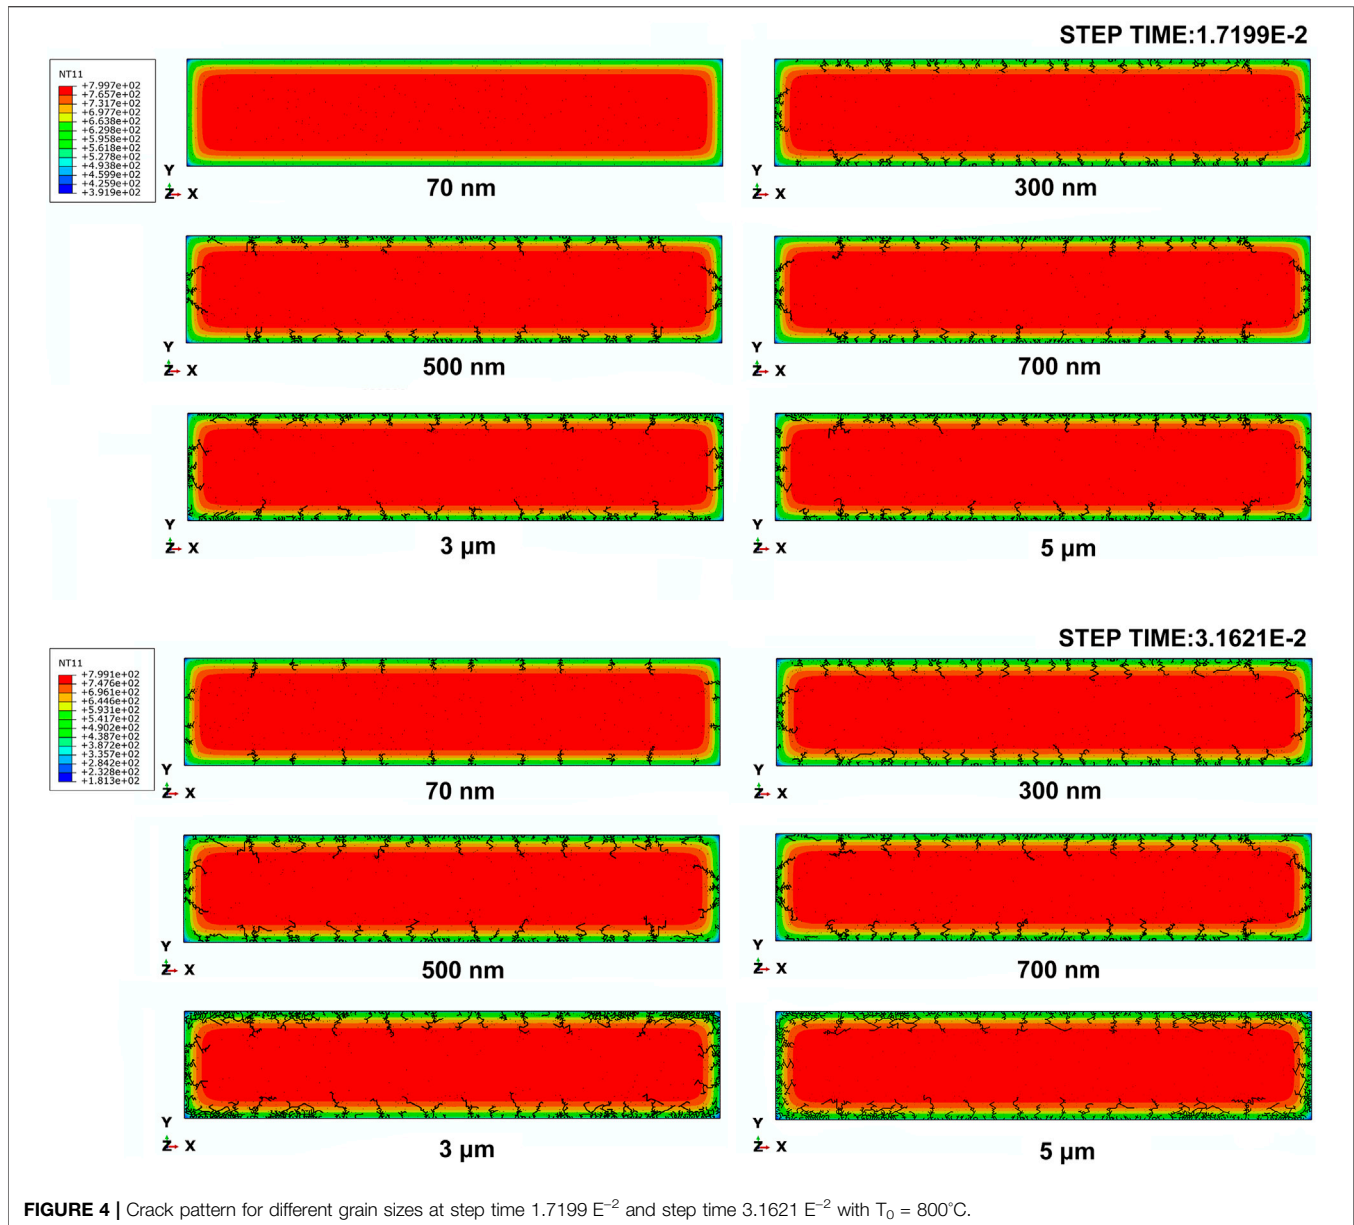 STEP TIME:1.7199E-2
NT11
+7.997e+02
+7.657e+02
+7.317e+02
+6.977e+02
+6.638e+02
+6.298e+02
+5.958e+02
+5.618e+02
+5.278e+02
+4.938e+02
+4.599e+02
+4.259e+02
+3.919e+02
Y
Z X
70 nm
Y
Z X
300 nm
Y
Z X
500 nm
Y
Z X
700 nm
Y
Z X
3 µm
Y
Z X
5 µm
STEP TIME:3.1621E-2
NT11
+7.991e+02
+7.476e+02
+6.961e+02
+6.446e+02
+5.931e+02
+5.417e+02
+4.902e+02
+4.387e+02
+3.872e+02
+3.357e+02
+2.842e+02
+2.328e+02
+1.813e+02
Y
Z X
70 nm
Y
Z X
300 nm
Y
Z X
500 nm
Y
Z X
700 nm
Y
Z X
3 µm
Y
Z X
5 µm
FIGURE 4 | Crack pattern for different grain sizes at step time 1.7199 E⁻² and step time 3.1621 E⁻² with T₀ = 800°C.